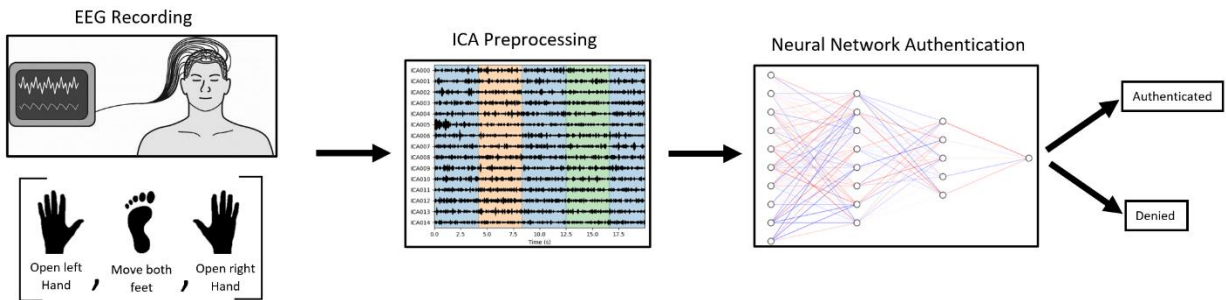 EEG Recording
ICA Preprocessing
Neural Network Authentication
ICA000
ICA001
ICA002
ICA003
ICA004
ICA005
ICA006
ICA007
ICA008
ICA009
ICA010
ICA011
ICA012
ICA013
ICA014
0.0 2.5 5.0 7.5 10.0 12.5 15.0 17.5
Time (s)
Authenticated
Denied
Open left
Hand
,
Move both
feet
,
Open right
Hand